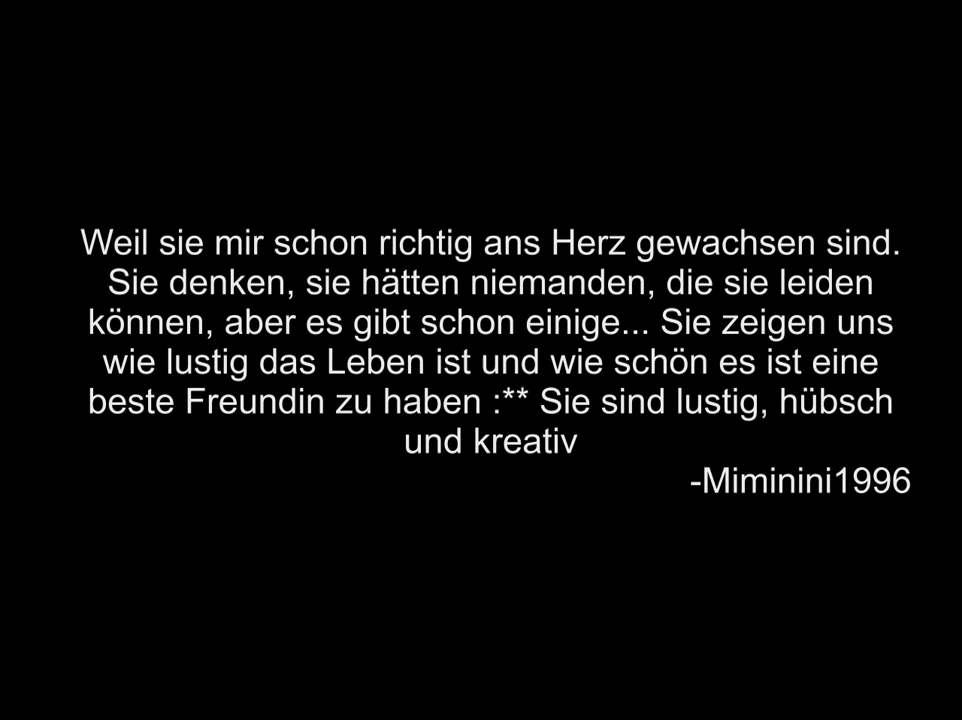 Weil sie mir schon richtig ans Herz gewachsen sind.
Sie denken, sie hätten niemanden, die sie leiden
können, aber es gibt schon einige... Sie zeigen uns
wie lustig das Leben ist und wie schön es ist eine
beste Freundin zu haben :** Sie sind lustig, hübsch
und kreativ
-Miminini1996